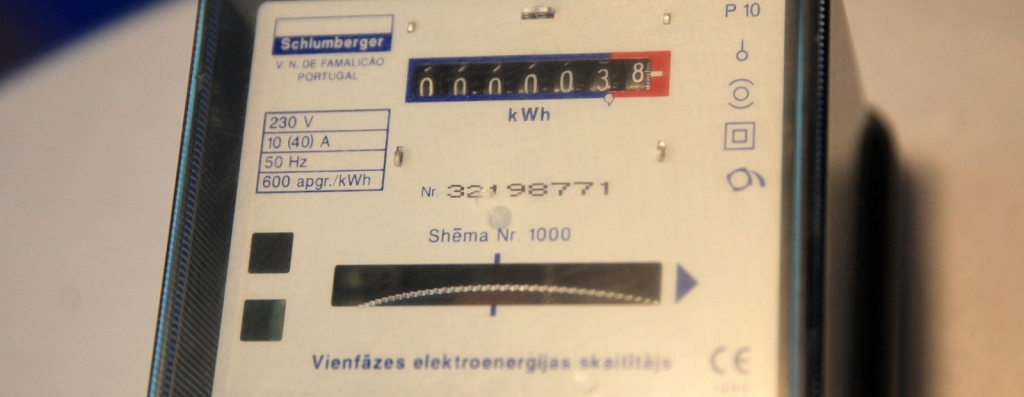 Schlumberger
V. N. DE FAMALICÃO
PORTUGAL
0 0 0 0 0 3 8
kWh
P 10
230 V
10 (40) A
50 Hz
600 apgr./kWh
Nr. 32198771
Shēma Nr. 1000
Vienfāzes elektroenerģijas skaitītājs
CE